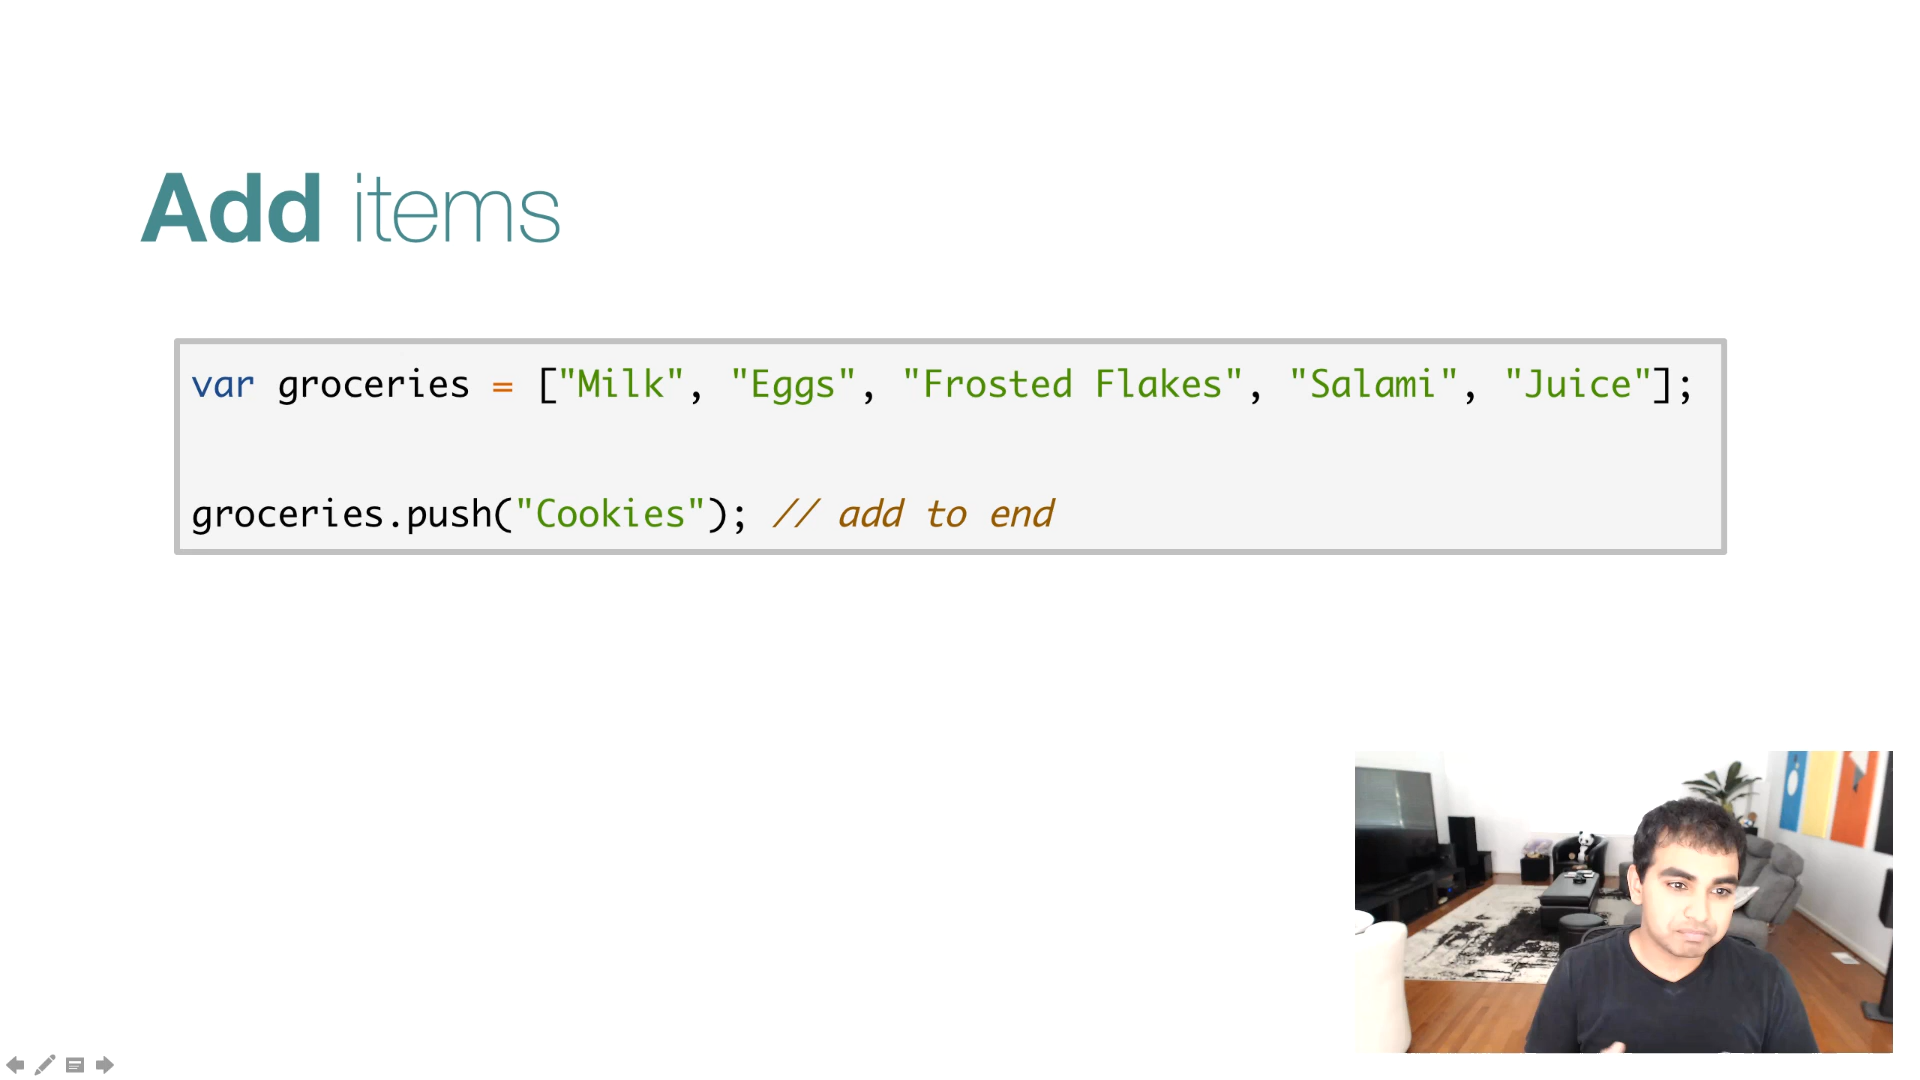 Add items
var groceries = ["Milk", "Eggs", "Frosted Flakes", "Salami", "Juice"];
groceries.push("Cookies"); // add to end